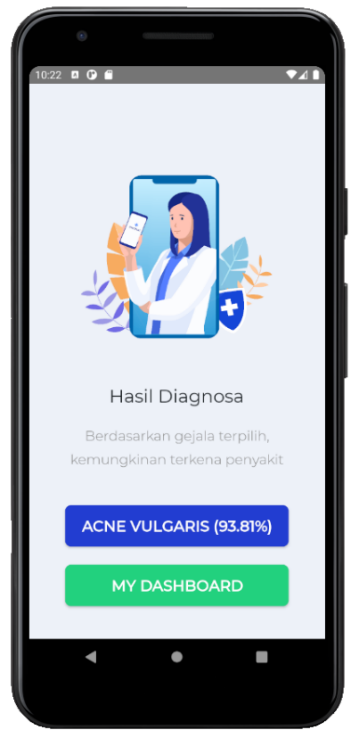 10:22
Hasil Diagnosa
Berdasarkan gejala terpilih,
kemungkinan terkena penyakit
ACNE VULGARIS (93.81%)
MY DASHBOARD